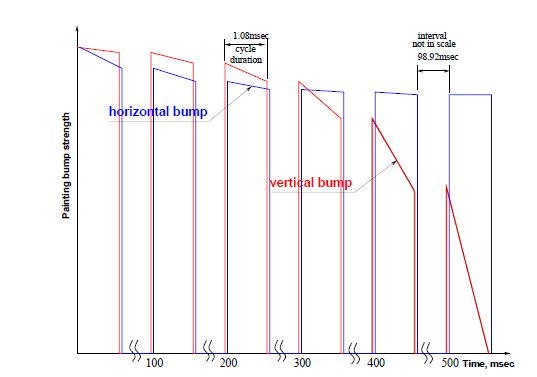 1.08msec
cycle
duration
interval
not in scale
98.92msec
horizontal bump
vertical bump
Painting bump strength
100
200
300
400
500
Time, msec